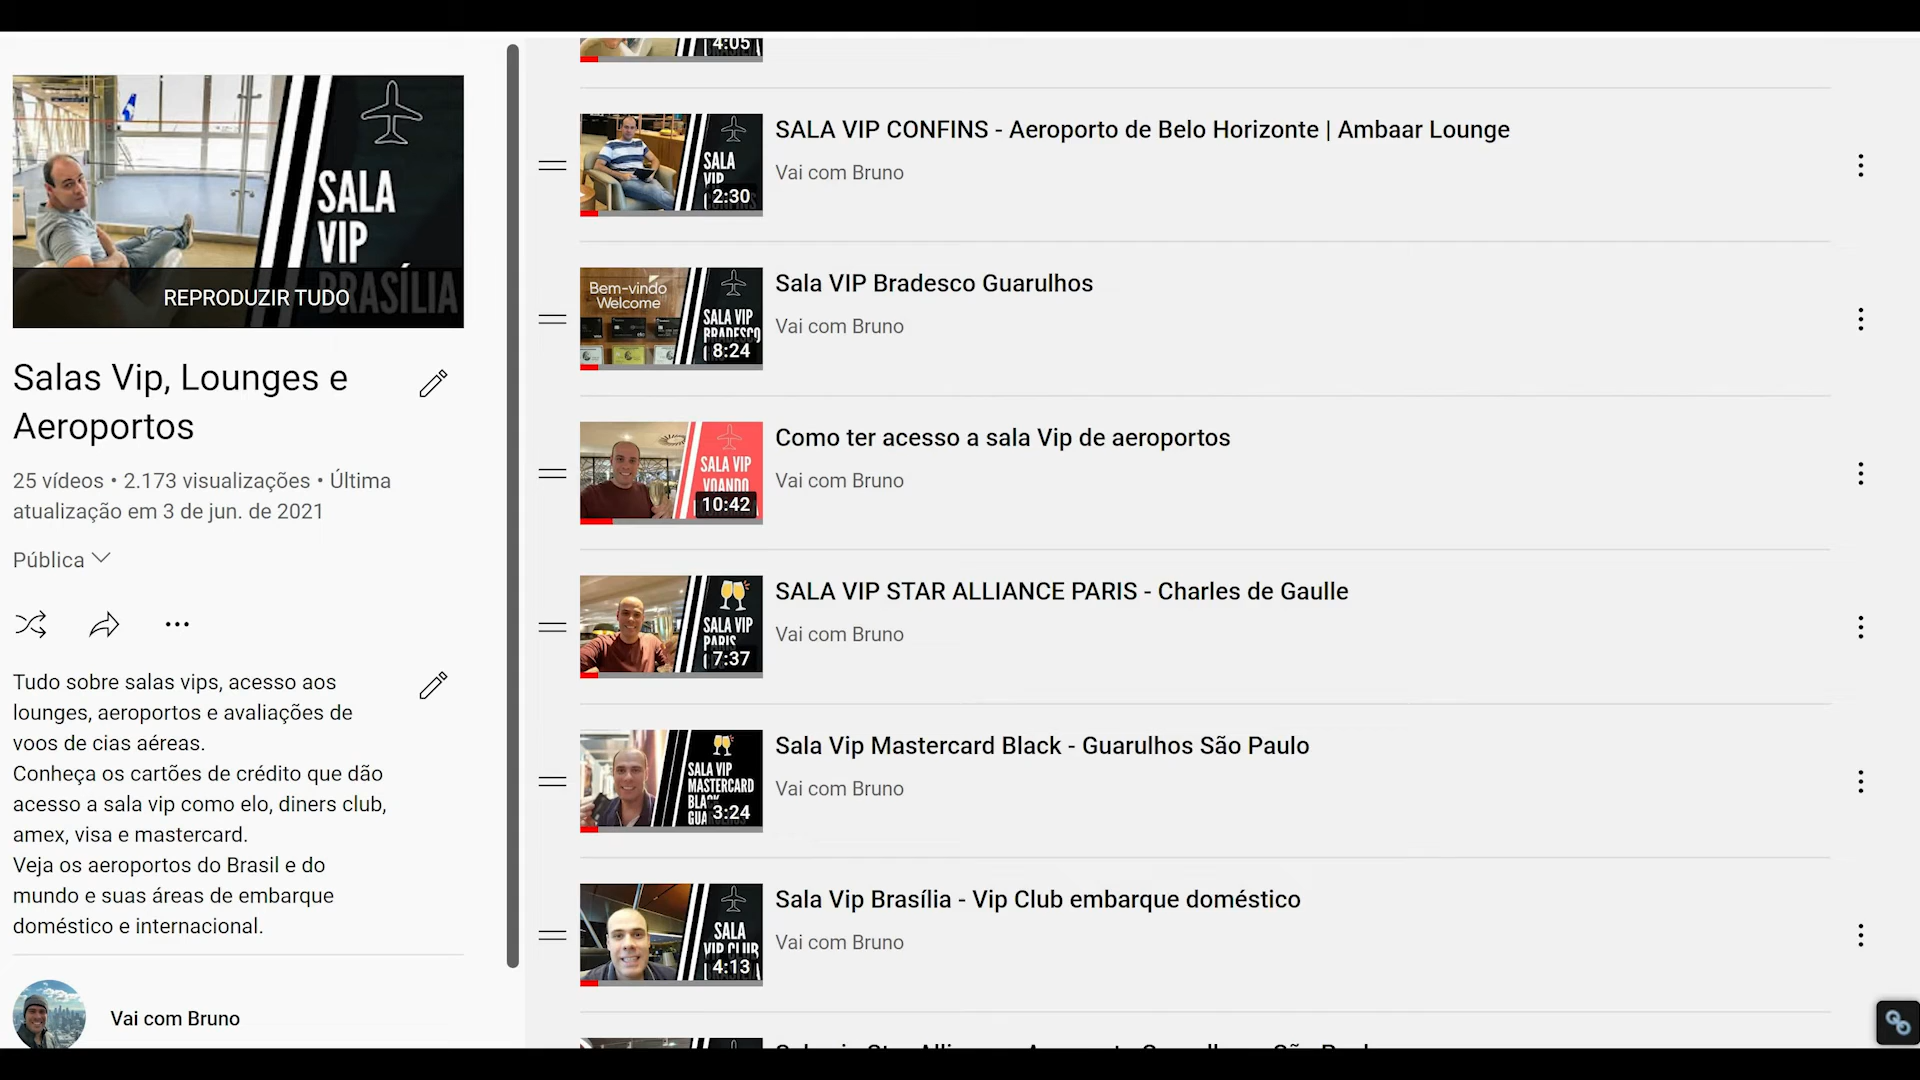 SALA
VIP
BRASÍLIA
REPRODUZIR TUDO
Salas Vip, Lounges e
Aeroportos
25 vídeos • 2.173 visualizações • Última
atualização em 3 de jun. de 2021
Pública
Tudo sobre salas vips, acesso aos
lounges, aeroportos e avaliações de
voos de cias aéreas.
Conheça os cartões de crédito que dão
acesso a sala vip como elo, diners club,
amex, visa e mastercard.
Veja os aeroportos do Brasil e do
mundo e suas áreas de embarque
doméstico e internacional.
Vai com Bruno
4:05
SALA
VIP
2:30
SALA VIP CONFINS - Aeroporto de Belo Horizonte | Ambaar Lounge
Vai com Bruno
Bem-vindo
Welcome
SALA VIP
BRADESCO
8:24
Sala VIP Bradesco Guarulhos
Vai com Bruno
SALA VIP
VOANDO
10:42
Como ter acesso a sala Vip de aeroportos
Vai com Bruno
SALA VIP
PARIS
7:37
SALA VIP STAR ALLIANCE PARIS - Charles de Gaulle
Vai com Bruno
SALA VIP
MASTERCARD
3:24
Sala Vip Mastercard Black - Guarulhos São Paulo
Vai com Bruno
SALA
VIP CLUB
4:13
Sala Vip Brasília - Vip Club embarque doméstico
Vai com Bruno